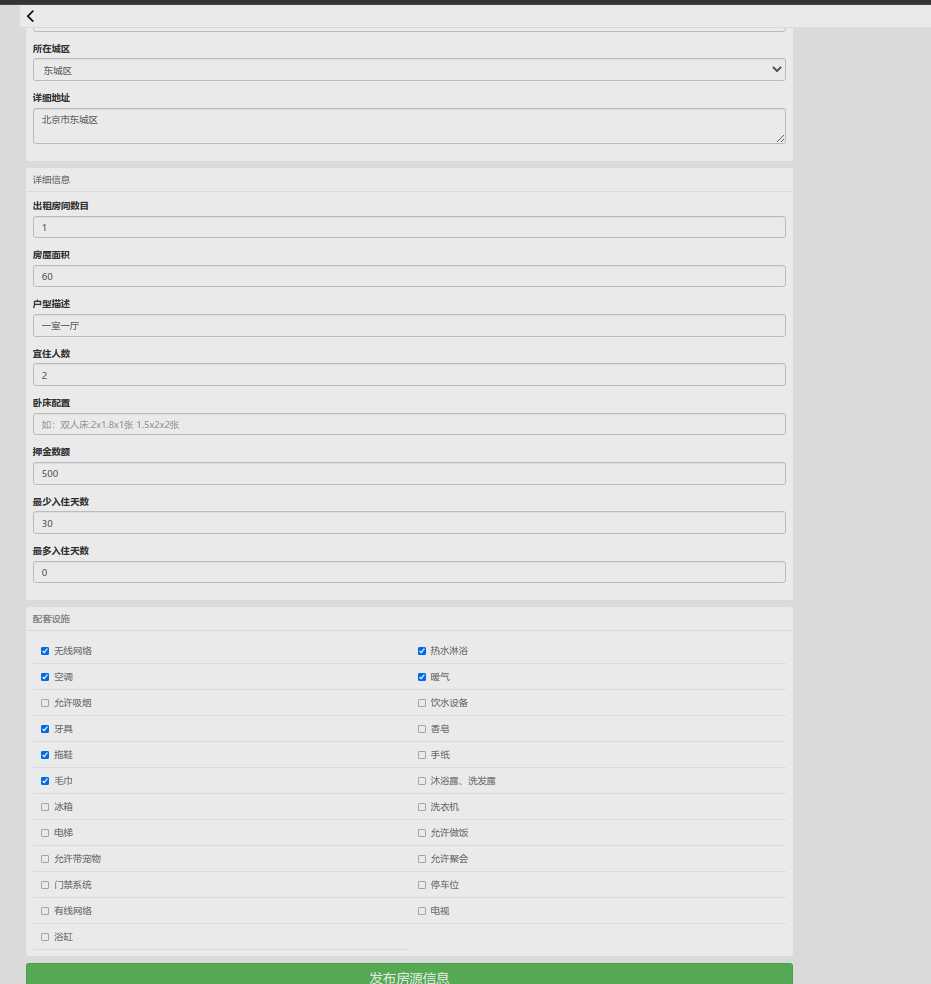 所在城区
东城区
详细地址
北京市东城区
详细信息
出租房间数目
1
房屋面积
60
户型描述
一室一厅
宜住人数
2
卧床配置
如：双人床:2x1.8x1张 1.5x2x2张
押金数额
500
最少入住天数
30
最多入住天数
0
配套设施
无线网络 热水淋浴
空调 暖气
允许吸烟 饮水设备
牙具 香皂
拖鞋 手纸
毛巾 沐浴露、洗发露
冰箱 洗衣机
电梯 允许做饭
允许带宠物 允许聚会
门禁系统 停车位
有线网络 电视
浴缸
发布房源信息